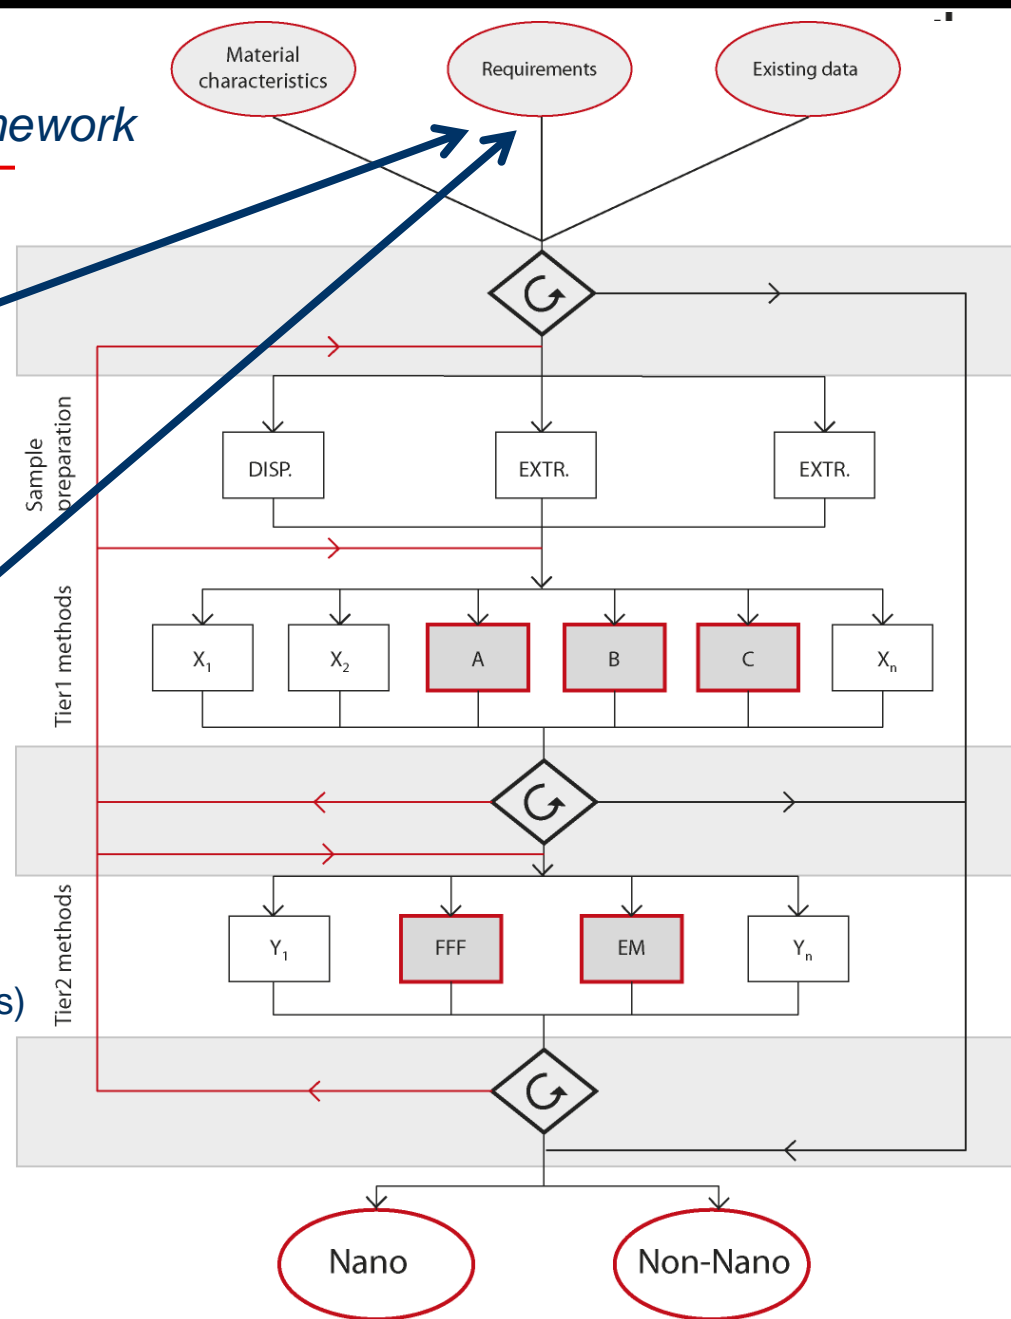 Material
characteristics
Requirements
Existing data
nework
Sample
preparation
DISP.
EXTR.
EXTR.
Tier1 methods
X1
X2
A
B
C
Xn
Tier2 methods
Y1
FFF
EM
Yn
s)
Nano
Non-Nano